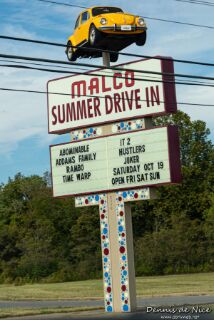 MALCO
SUMMER DRIVE IN
ABOMINABLE
ADDAMS FAMILY
RAMBO
TIME WARP
IT 2
HUSTLERS
JOKER
SATURDAY OCT 19
OPEN FRI SAT SUN
Dennis de Nice